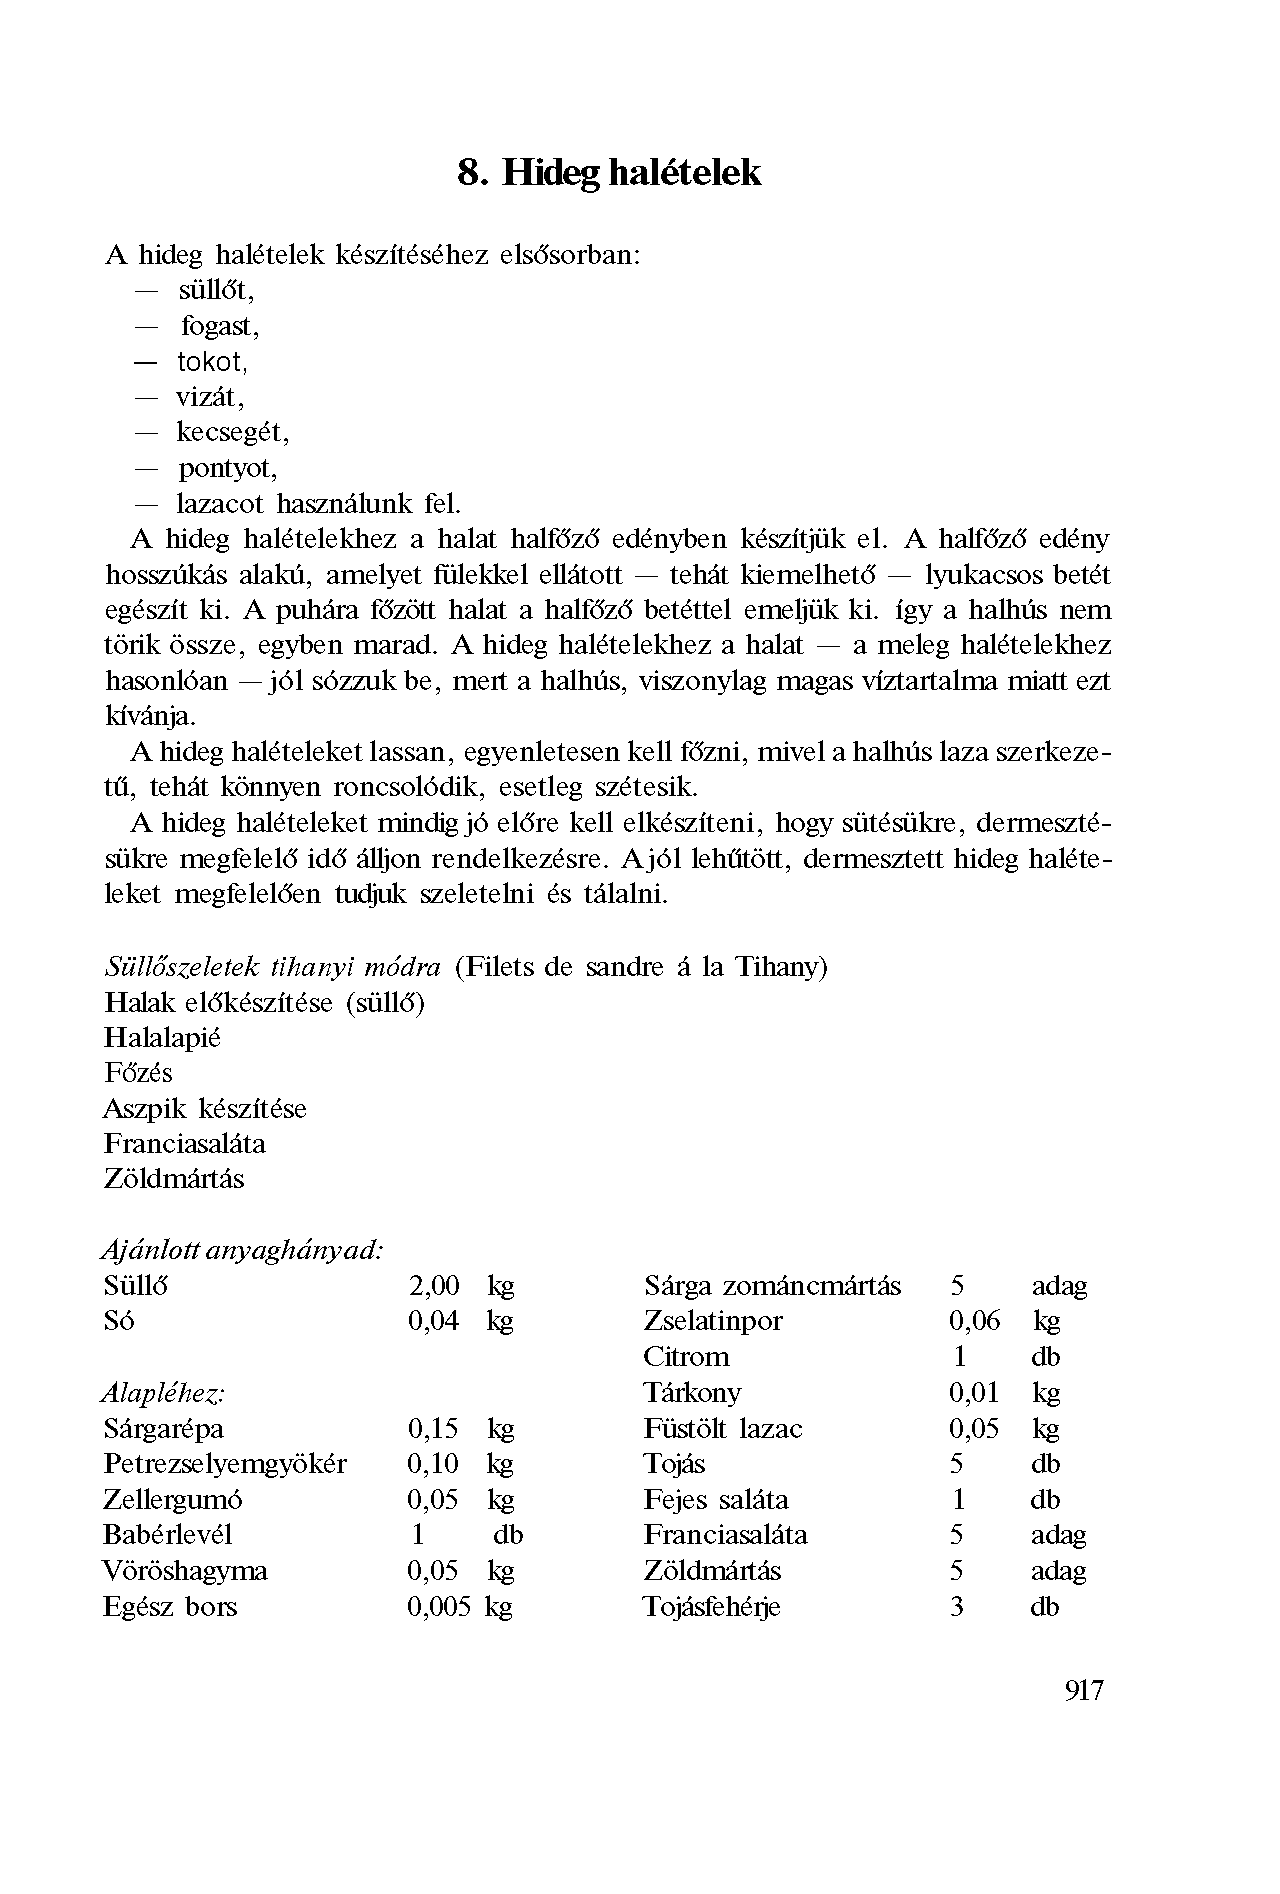 8. Hideg halételek
A hideg halételek készítéséhez elsősorban:
— süllőt,
— fogast,
— tokot,
— vizát,
— kecsegét,
— pontyot,
— lazacot használunk fel.
A hideg halételekhez a halat halfőző edényben készítjük el. A halfőző edény
hosszúkás alakú, amelyet fülekkel ellátott — tehát kiemelhető — lyukacsos betét
egészít ki. A puhára főzött halat a halfőző betéttel emeljük ki. így a halhús nem
törik össze, egyben marad. A hideg halételekhez a halat — a meleg halételekhez
hasonlóan — jól sózzuk be, mert a halhús, viszonylag magas víztartalma miatt ezt
kívánja.
A hideg halételeket lassan, egyenletesen kell főzni, mivel a halhús laza szerkeze-
tű, tehát könnyen roncsolódik, esetleg szétesik.
A hideg halételeket mindig jó előre kell elkészíteni, hogy sütésükre, dermeszté-
sükre megfelelő idő álljon rendelkezésre. A jól lehűtött, dermesztett hideg haléte-
leket megfelelően tudjuk szeletelni és tálalni.
Süllőszeletek tihanyi módra (Filets de sandre á la Tihany)
Halak előkészítése (süllő)
Halalapié
Főzés
Aszpik készítése
Franciasaláta
Zöldmártás
Ajánlott anyaghányad:
Süllő 2,00 kg
Só 0,04 kg
Alapléhez:
Sárgarépa 0,15 kg
Petrezselyemgyökér 0,10 kg
Zellergumó 0,05 kg
Babérlevél 1 db
Vöröshagyma 0,05 kg
Egész bors 0,005 kg
Sárga zománcmártás 5 adag
Zselatinpor 0,06 kg
Citrom 1 db
Tárkony 0,01 kg
Füstölt lazac 0,05 kg
Tojás 5 db
Fejes saláta 1 db
Franciasaláta 5 adag
Zöldmártás 5 adag
Tojásfehérje 3 db
917